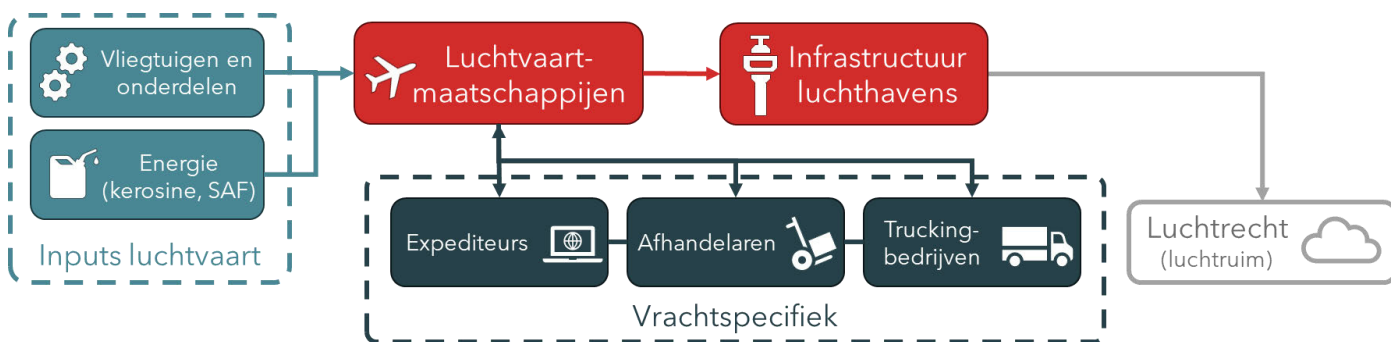 Vliegtuigen en
onderdelen
Energie
(kerosine, SAF)
Inputs luchtvaart
Luchtvaart-
maatschappijen
Infrastructuur
luchthavens
Expediteurs
Afhandelaren
Trucking-
bedrijven
Vrachtspecifiek
Luchtrecht
(luchtruim)